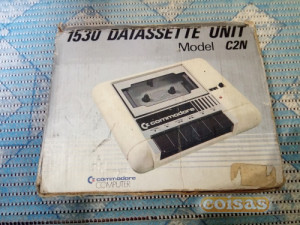 1530 DATASSETTE UNIT
Model C2N
commodore
commodore
COMPUTER
coisas